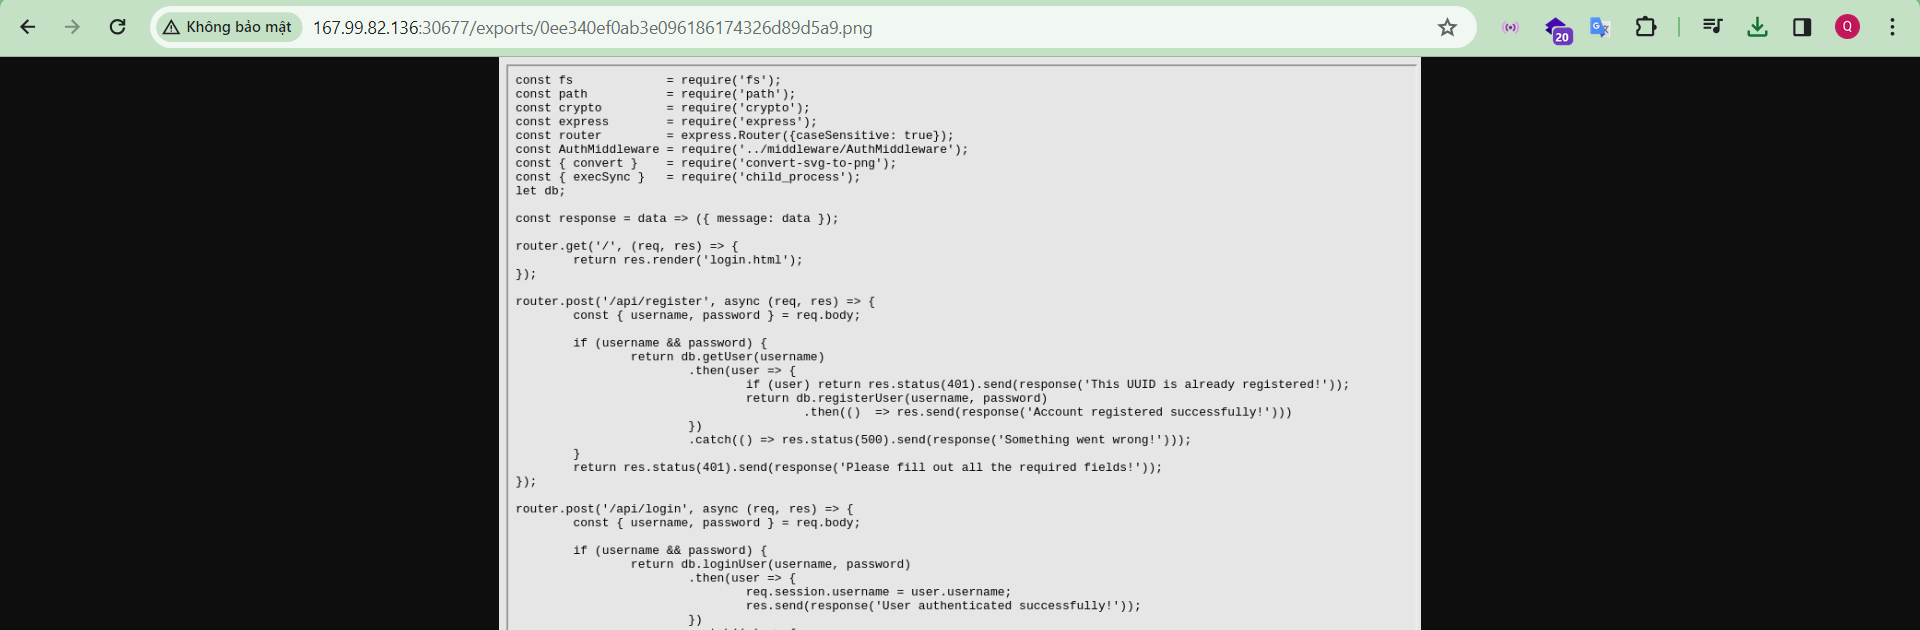 Không bảo mật 167.99.82.136:30677/exports/0ee340ef0ab3e096186174326d89d5a9.png
20
Q
const fs             = require('fs');
const path           = require('path');
const crypto         = require('crypto');
const express        = require('express');
const router         = express.Router({caseSensitive: true});
const AuthMiddleware = require('../middleware/AuthMiddleware');
const { convert }    = require('convert-svg-to-png');
const { execSync }   = require('child_process');
let db;
const response = data => ({ message: data });
router.get('/', (req, res) => {
        return res.render('login.html');
});
router.post('/api/register', async (req, res) => {
        const { username, password } = req.body;
        if (username && password) {
                return db.getUser(username)
                        .then(user => {
                                if (user) return res.status(401).send(response('This UUID is already registered!'));
                                return db.registerUser(username, password)
                                        .then(()  => res.send(response('Account registered successfully!')))
                        })
                        .catch(() => res.status(500).send(response('Something went wrong!')));
        }
        return res.status(401).send(response('Please fill out all the required fields!'));
});
router.post('/api/login', async (req, res) => {
        const { username, password } = req.body;
        if (username && password) {
                return db.loginUser(username, password)
                        .then(user => {
                                req.session.username = user.username;
                                res.send(response('User authenticated successfully!'));
                        })